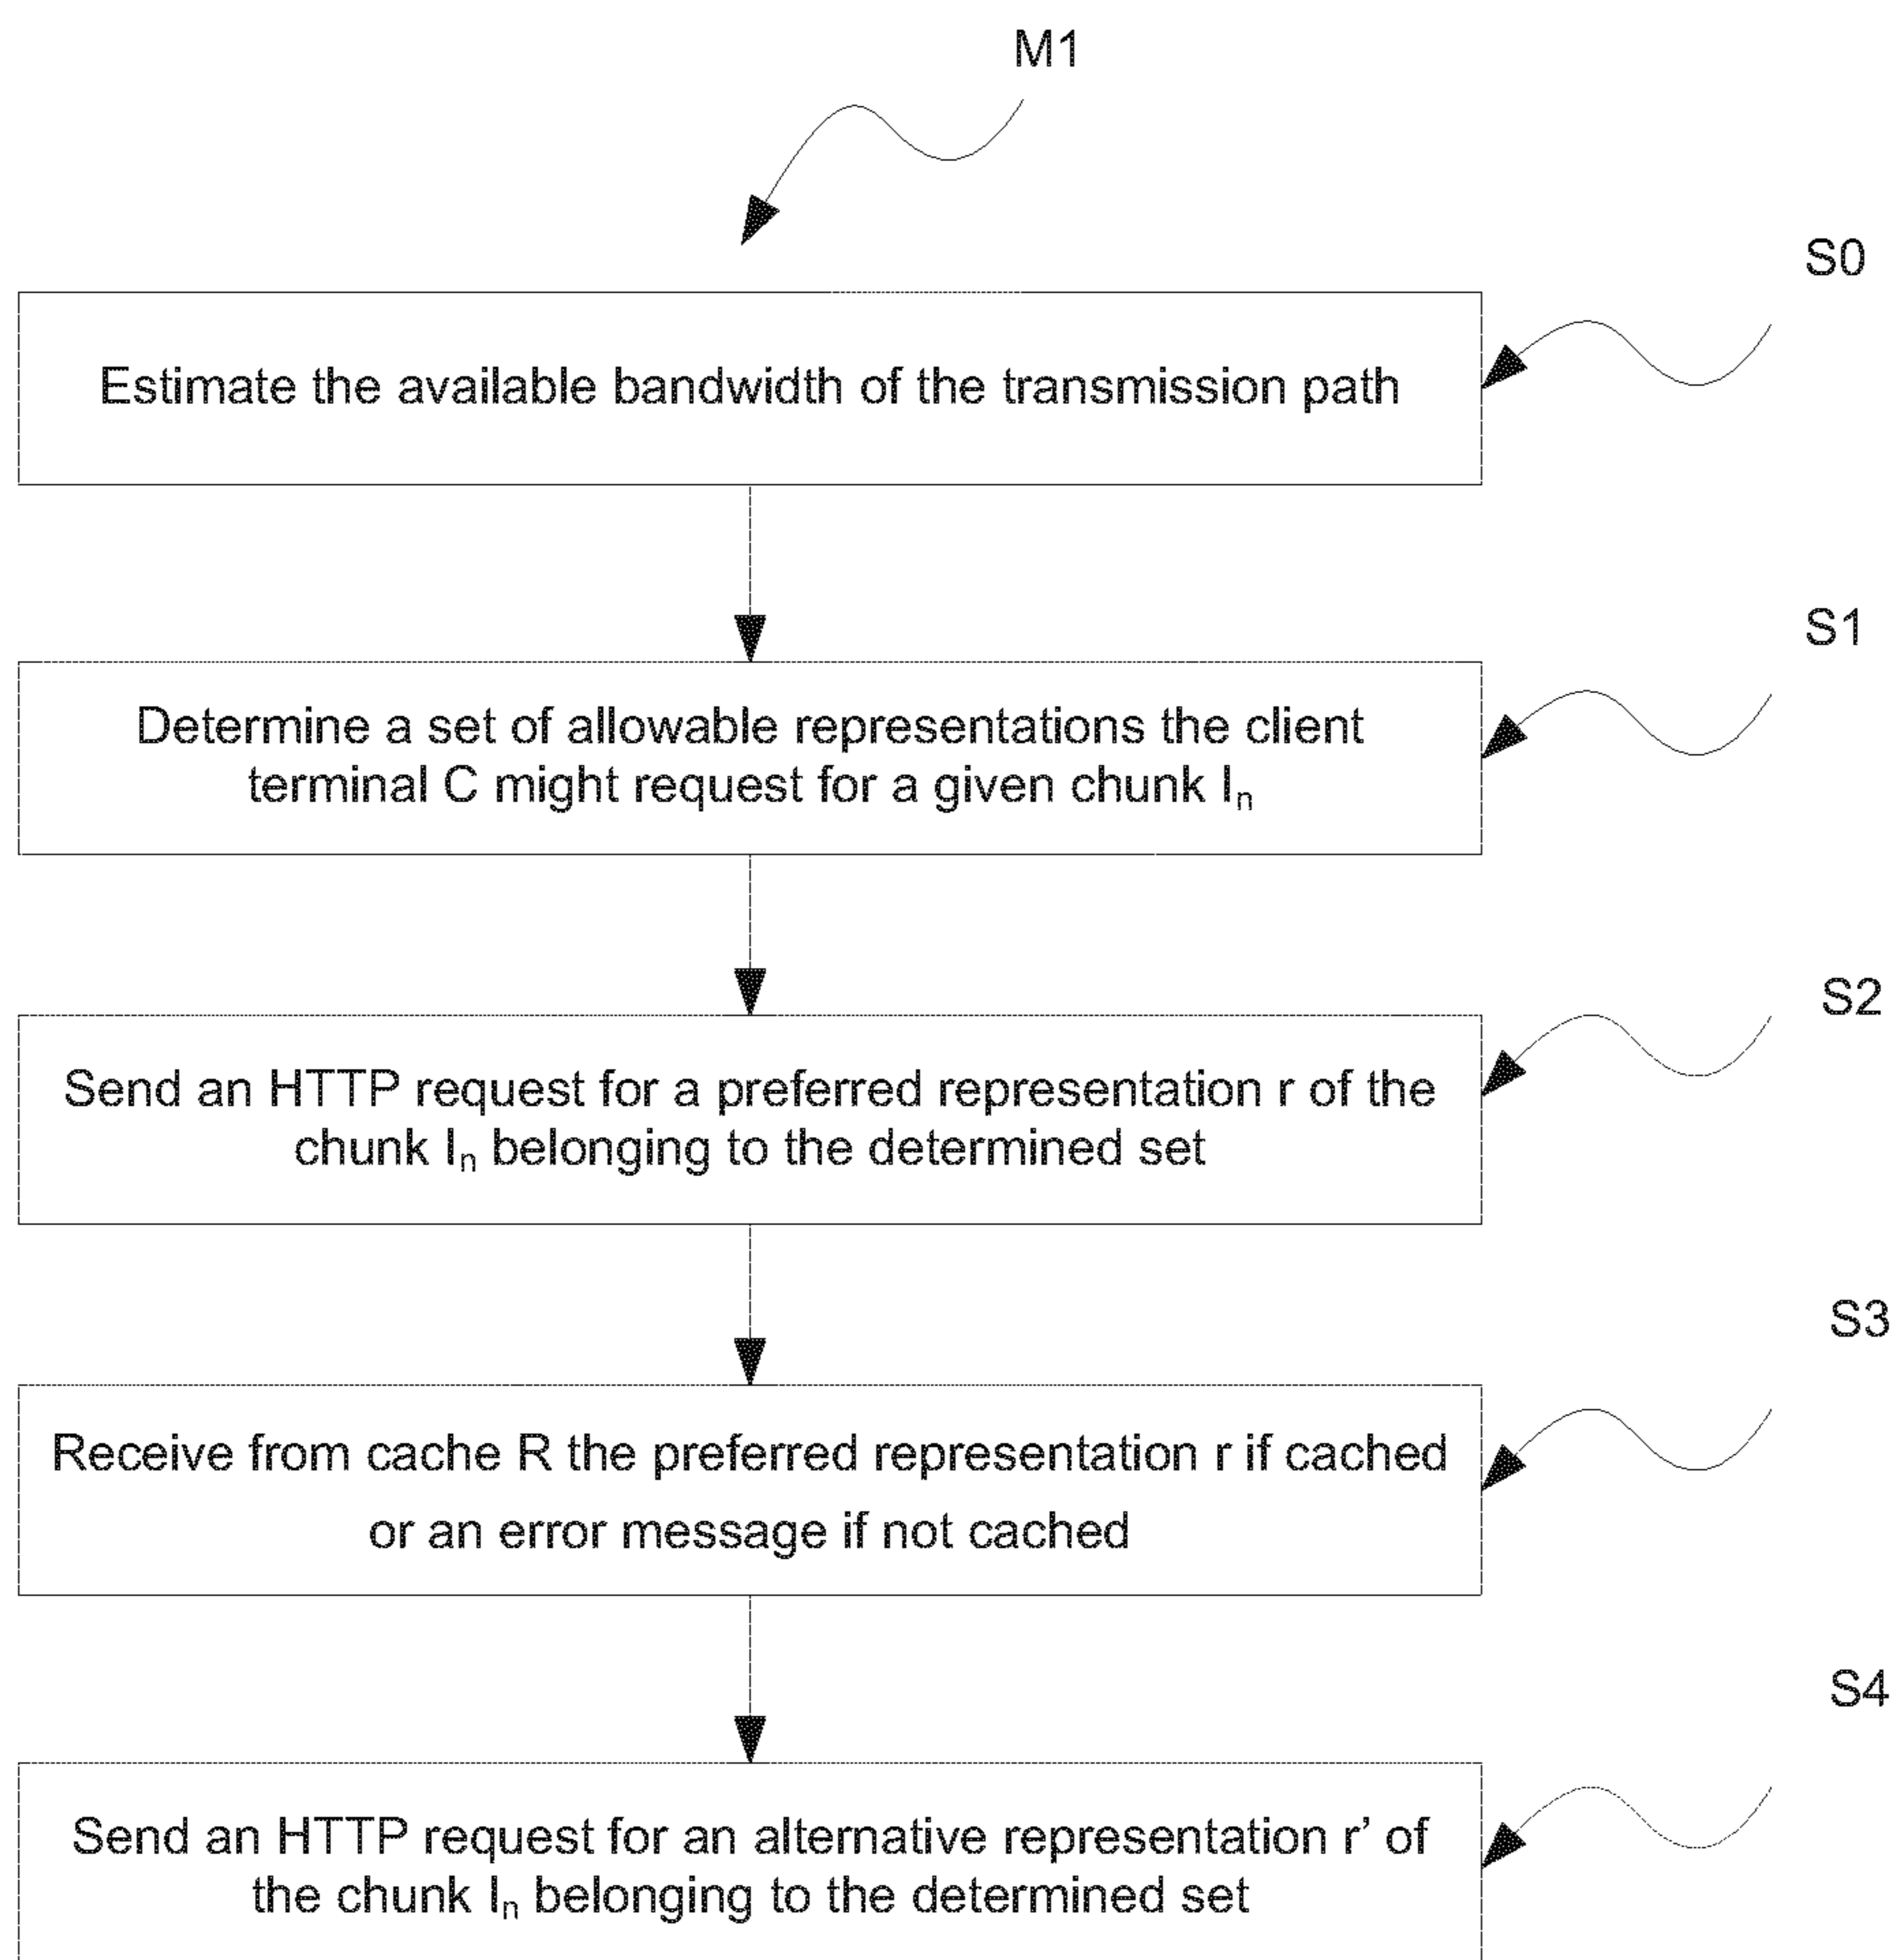 M1
S0
Estimate the available bandwidth of the transmission path
S1
Determine a set of allowable representations the client
terminal C might request for a given chunk Iₙ
S2
Send an HTTP request for a preferred representation r of the
chunk Iₙ belonging to the determined set
S3
Receive from cache R the preferred representation r if cached
or an error message if not cached
S4
Send an HTTP request for an alternative representation r’ of
the chunk Iₙ belonging to the determined set